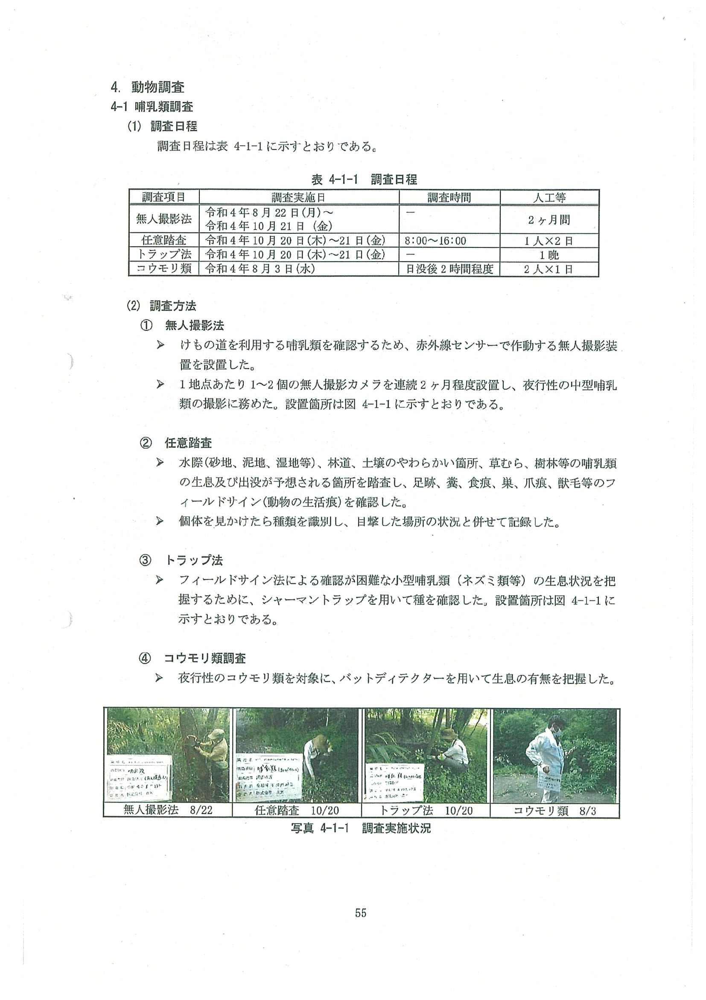 4. 動物調査
4-1 哺乳類調査
(1) 調査日程
調査日程は表 4-1-1 に示すとおりである。
表 4-1-1 調査日程
調査項目 調査実施日 調査時間 人工等
無人撮影法 令和4年8月22日(月)～ － 2ヶ月間
令和4年10月21日 (金)
任意踏査 令和4年10月20日(木)～21日(金) 8:00～16:00 1人×2日
トラップ法 令和4年10月20日(木)～21日(金) － 1晩
コウモリ類 令和4年8月3日(水) 日没後2時間程度 2人×1日
(2) 調査方法
① 無人撮影法
➢ けもの道を利用する哺乳類を確認するため、赤外線センサーで作動する無人撮影装
置を設置した。
➢ 1地点あたり1～2個の無人撮影カメラを連続2ヶ月程度設置し、夜行性の中型哺乳
類の撮影に務めた。設置箇所は図 4-1-1 に示すとおりである。
② 任意踏査
➢ 水際(砂地、泥地、湿地等)、林道、土壌のやわらかい箇所、草むら、樹林等の哺乳類
の生息及び出没が予想される箇所を踏査し、足跡、糞、食痕、巣、爪痕、獣毛等のフ
ィールドサイン(動物の生活痕)を確認した。
➢ 個体を見かけたら種類を識別し、目撃した場所の状況と併せて記録した。
③ トラップ法
➢ フィールドサイン法による確認が困難な小型哺乳類（ネズミ類等）の生息状況を把
握するために、シャーマントラップを用いて種を確認した。設置箇所は図 4-1-1 に
示すとおりである。
④ コウモリ類調査
➢ 夜行性のコウモリ類を対象に、バットディテクターを用いて生息の有無を把握した。
無人撮影法 8/22 任意踏査 10/20 トラップ法 10/20 コウモリ類 8/3
写真 4-1-1 調査実施状況
55